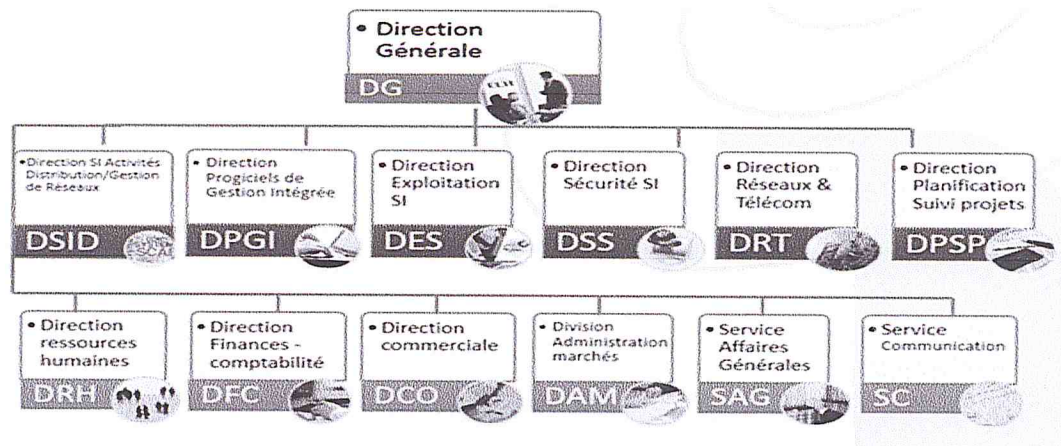 • Direction
Générale
DG
•Direction SI Activités
Distribution/Gestion
de Réseaux
DSID
• Direction
Progiciels de
Gestion Intégrée
DPGI
• Direction
Exploitation
SI
DES
• Direction
Sécurité SI
DSS
• Direction
Réseaux &
Télécom
DRT
• Direction
Planification
Suivi projets
DPSP
• Direction
ressources
humaines
DRH
• Direction
Finances -
comptabilité
DFC
• Direction
commerciale
DCO
• Division
Administration
marchés
DAM
• Service
Affaires
Générales
SAG
• Service
Communication
SC